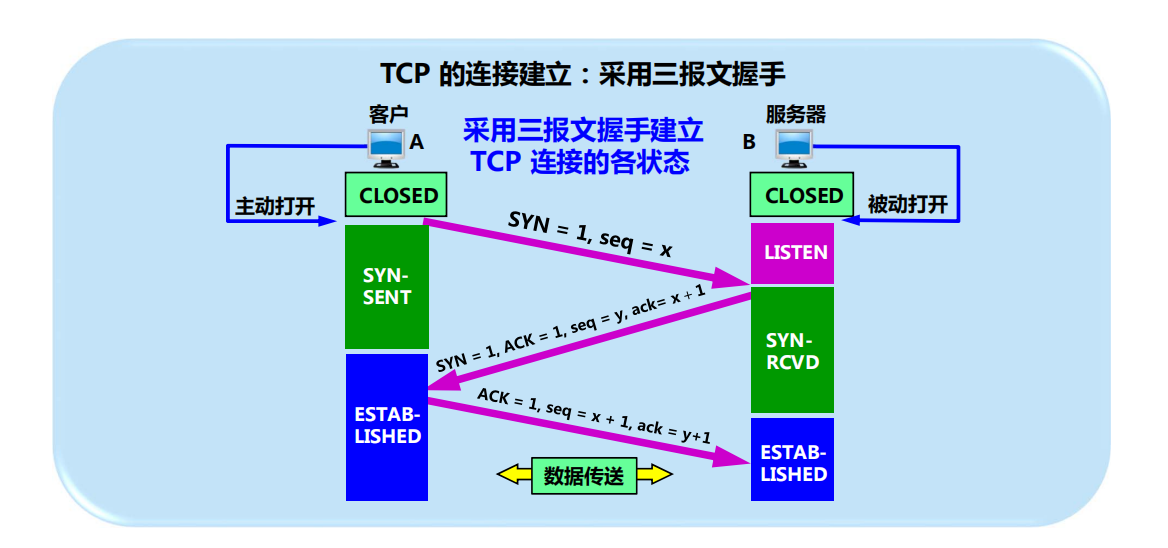 TCP 的连接建立：采用三报文握手
客户
服务器
采用三报文握手建立
TCP 连接的各状态
A
B
CLOSED
CLOSED
主动打开
被动打开
SYN = 1, seq = x
LISTEN
SYN-
SENT
SYN = 1, ACK = 1, seq = y, ack= x + 1
SYN-
RCVD
ACK = 1, seq = x + 1, ack = y+1
ESTAB-
LISHED
ESTAB-
LISHED
数据传送